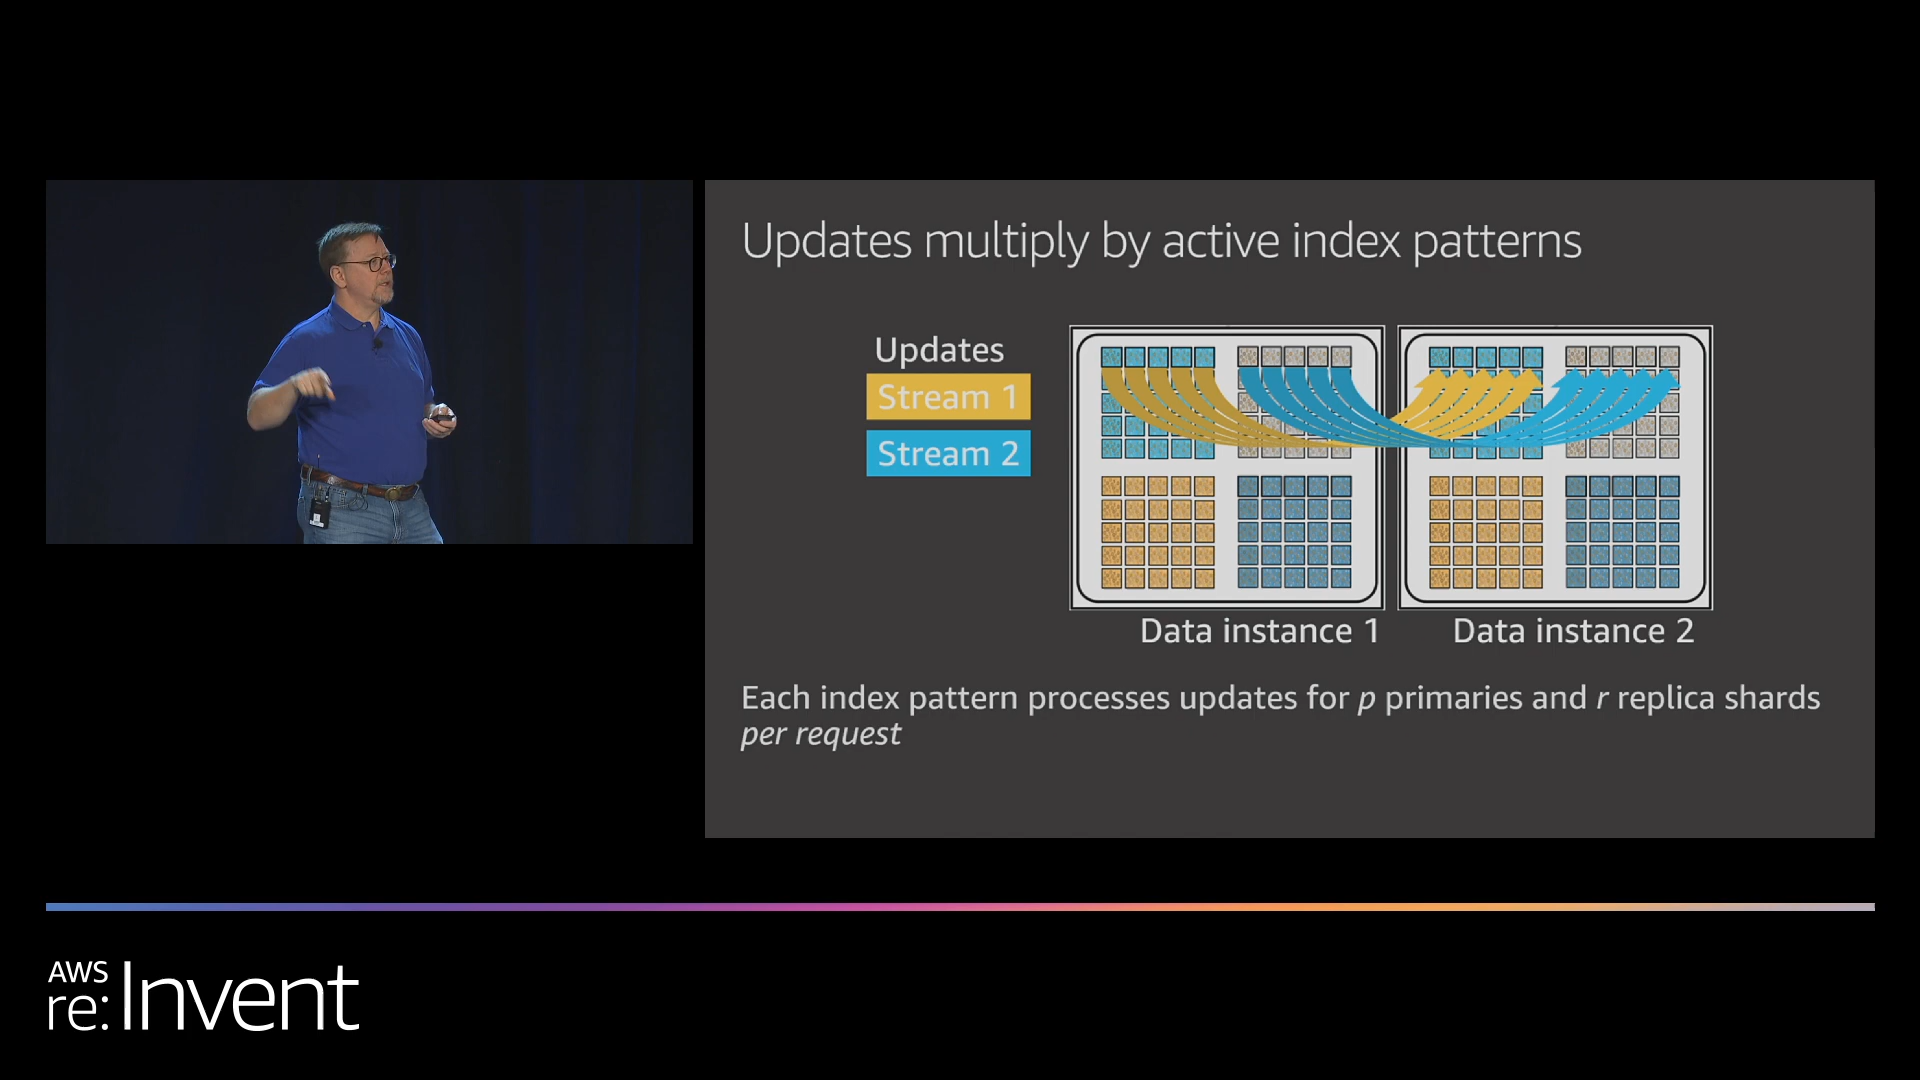 Updates multiply by active index patterns
Updates
Stream 1
Stream 2
Data instance 1
Data instance 2
Each index pattern processes updates for p primaries and r replica shards
per request
AWS
re:Invent